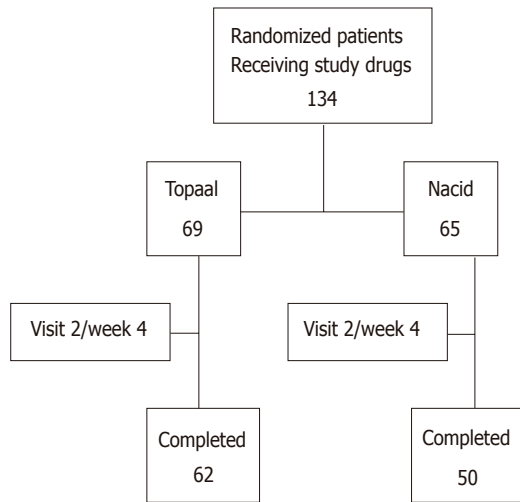 Randomized patients
Receiving study drugs
134
Topaal
69
Nacid
65
Visit 2/week 4
Visit 2/week 4
Completed
62
Completed
50